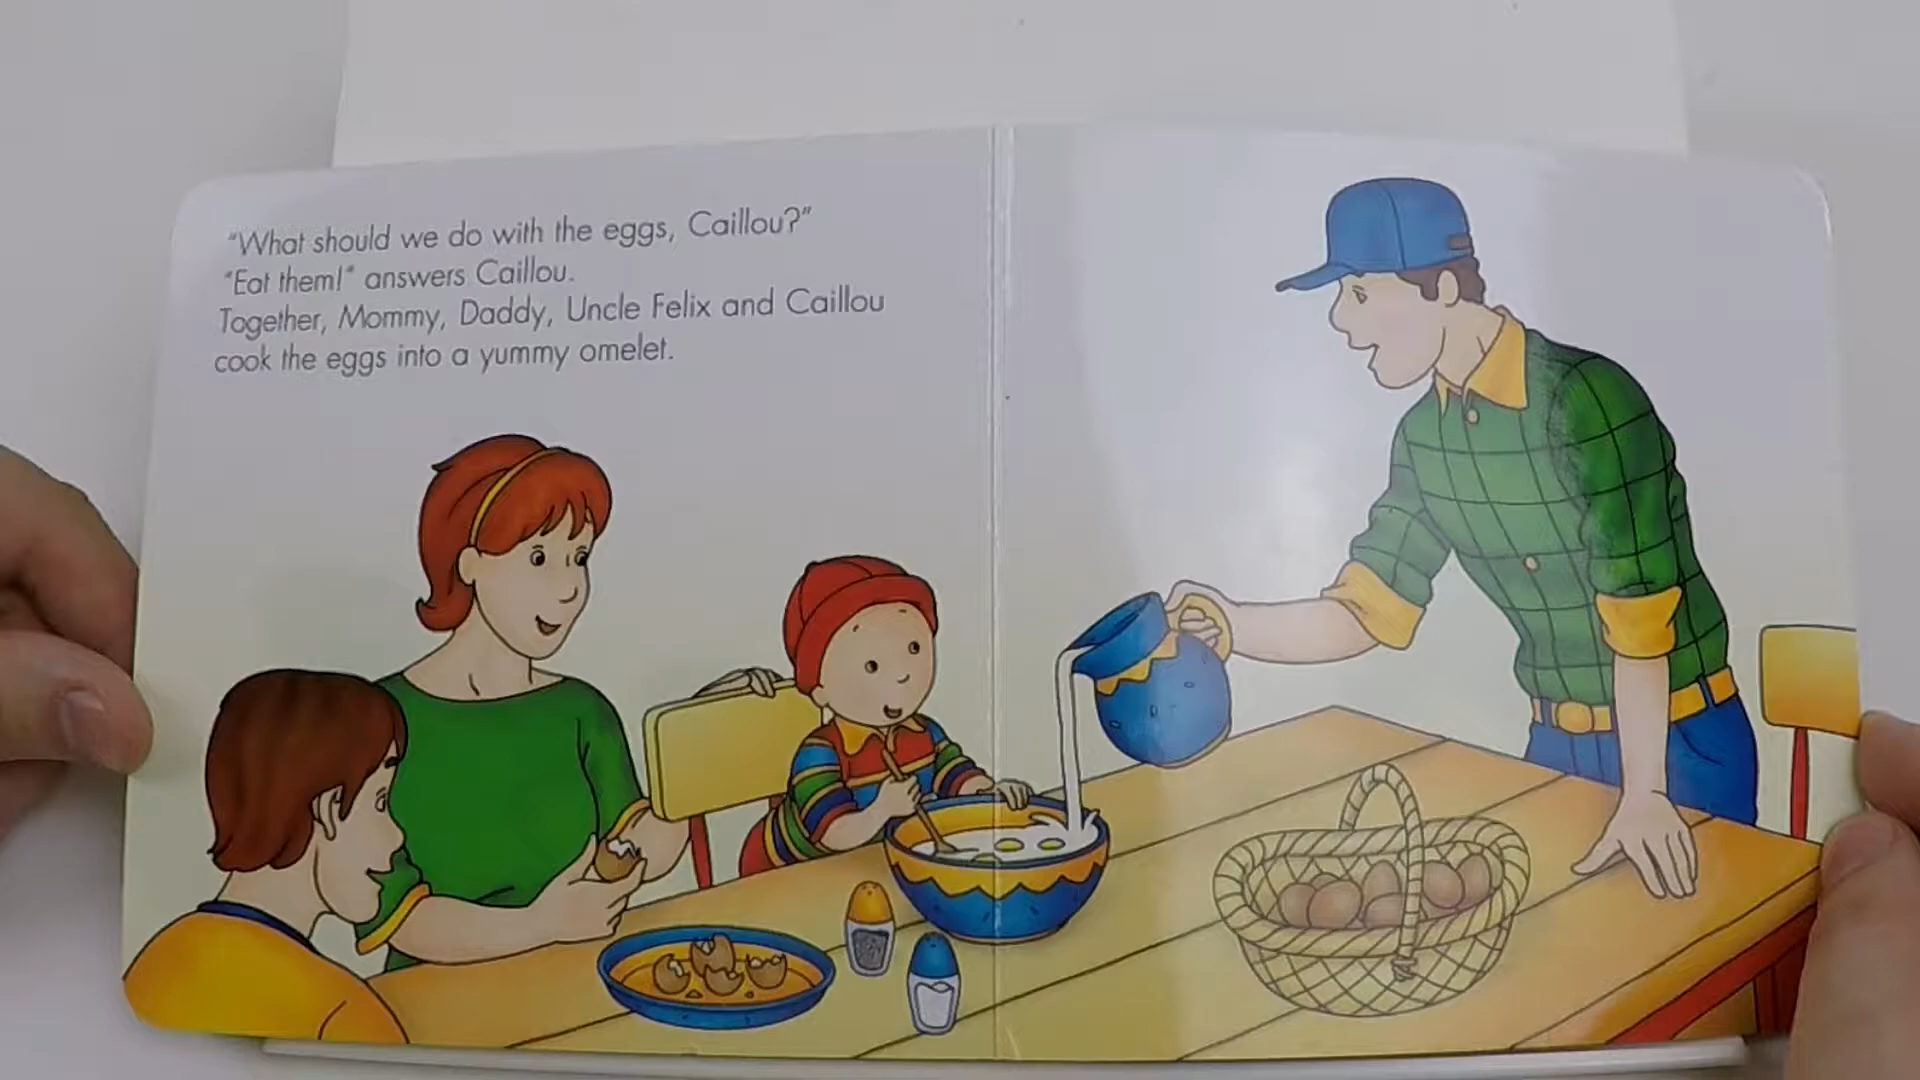 “What should we do with the eggs, Caillou?”
“Eat them!” answers Caillou.
Together, Mommy, Daddy, Uncle Felix and Caillou
cook the eggs into a yummy omelet.